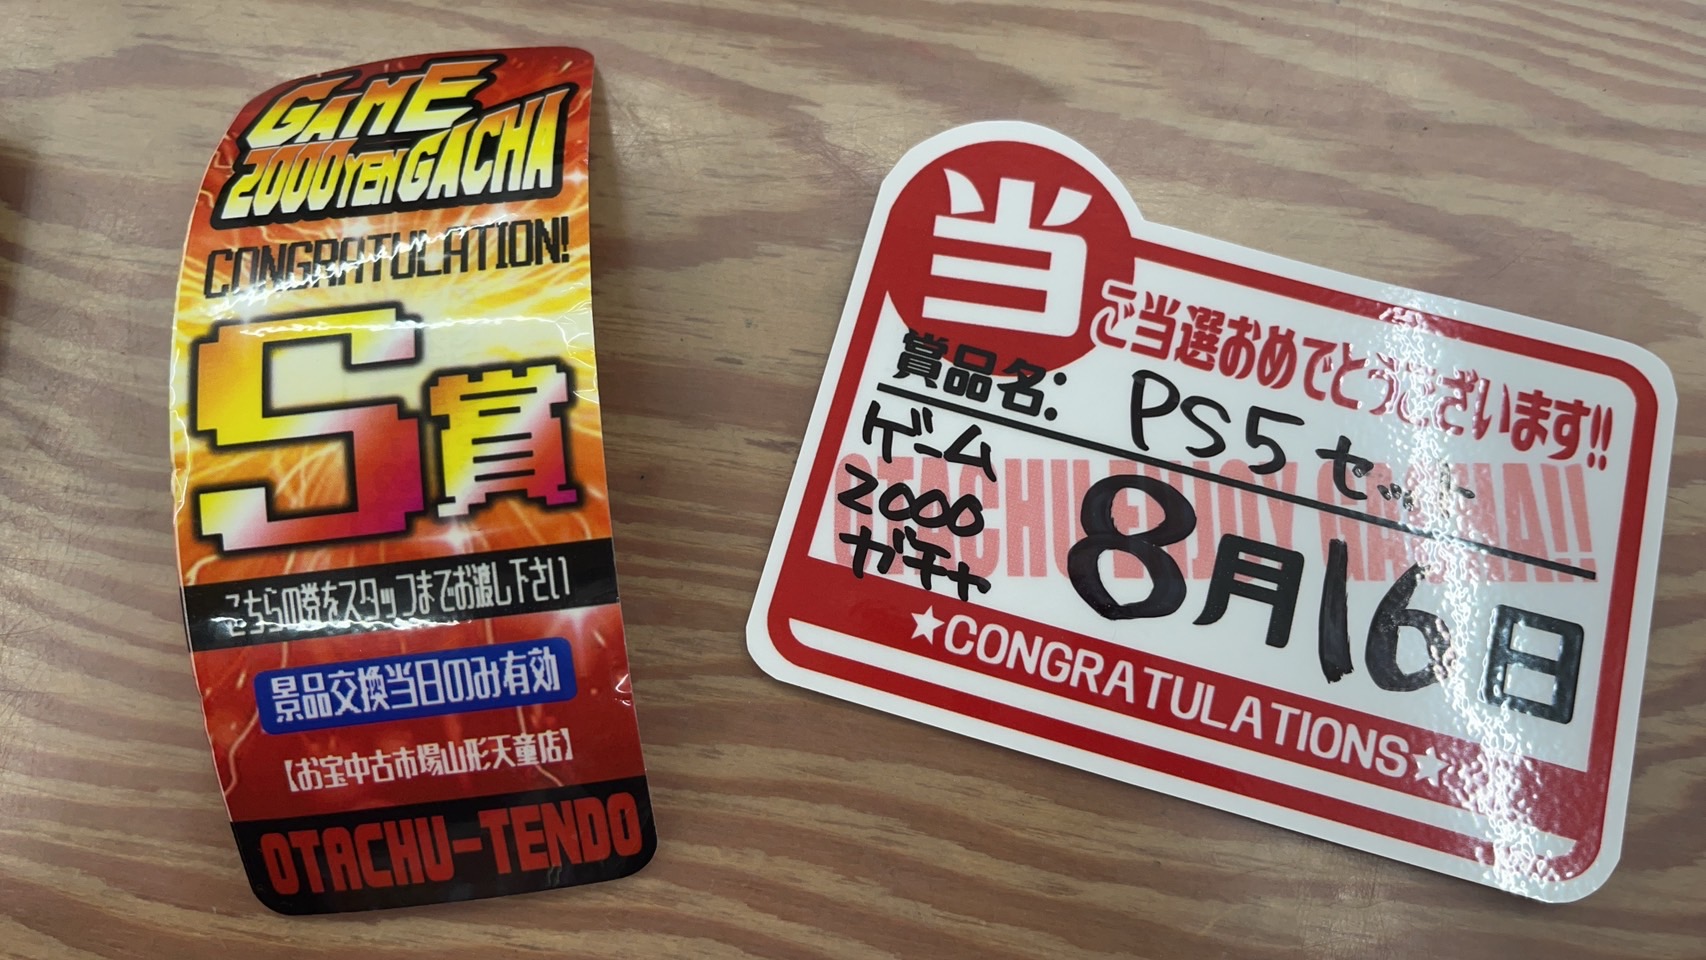 GAME
2000YENGACHA
CONGRATULATION!
S賞
こちらの券をスタッフまでお渡し下さい
景品交換当日のみ有効
【お宝中古市場山形天童店】
OTACHU-TENDO
当
ご当選おめでとうございます!!
賞品名: PS5セット
ゲーム
2000
ガチャ
8月16日
OTACHU ENJOY GACHA!!
★CONGRATULATIONS★